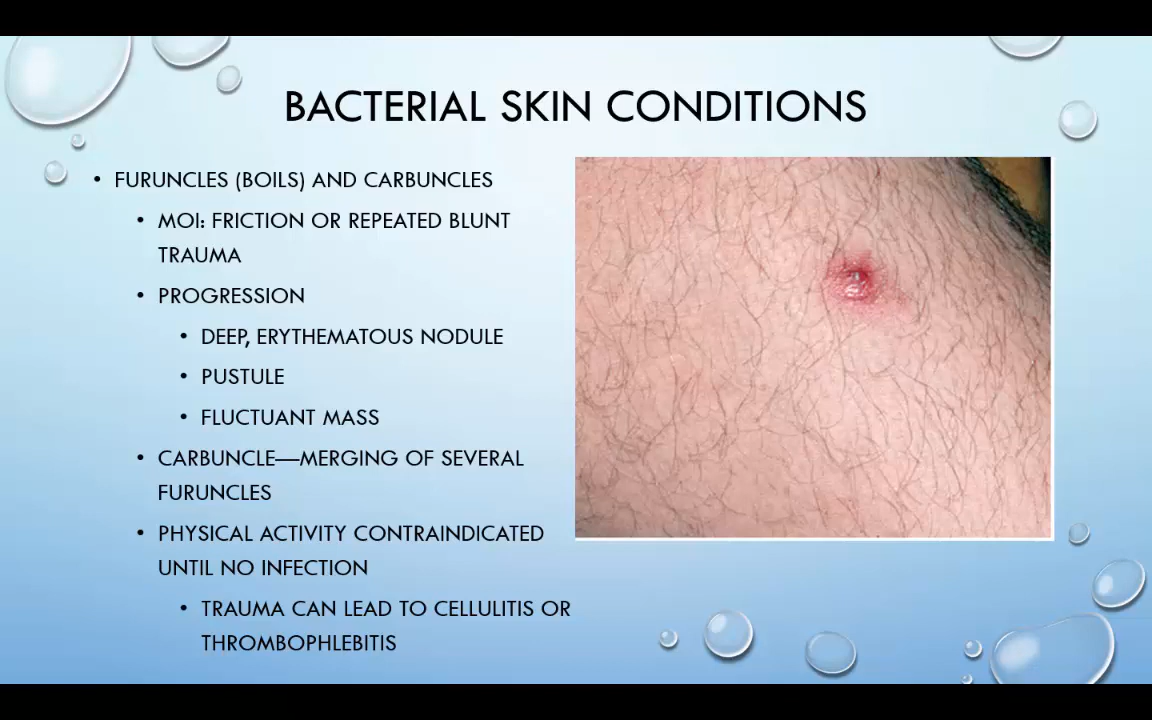 BACTERIAL SKIN CONDITIONS
• FURUNCLES (BOILS) AND CARBUNCLES
• MOI: FRICTION OR REPEATED BLUNT
TRAUMA
• PROGRESSION
• DEEP, ERYTHEMATOUS NODULE
• PUSTULE
• FLUCTUANT MASS
• CARBUNCLE—MERGING OF SEVERAL
FURUNCLES
• PHYSICAL ACTIVITY CONTRAINDICATED
UNTIL NO INFECTION
• TRAUMA CAN LEAD TO CELLULITIS OR
THROMBOPHLEBITIS